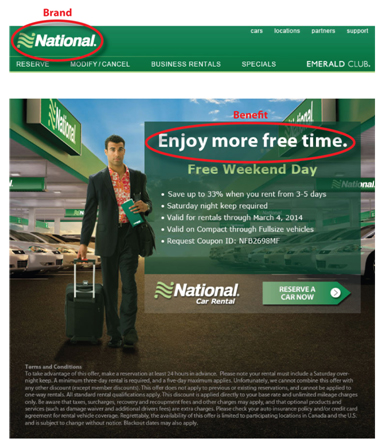 Brand
National.
cars locations partners support
RESERVE MODIFY/CANCEL BUSINESS RENTALS SPECIALS EMERALD CLUB.
National
Benefit
Enjoy more free time.
Free Weekend Day
• Save up to 33% when you rent from 3-5 days
• Saturday night keep required
• Valid for rentals through March 4, 2014
• Valid on Compact through Fullsize vehicles
• Request Coupon ID: NFB2698MF
National
National.
Car Rental
RESERVE A
CAR NOW
Terms and Conditions
To take advantage of this offer, make a reservation at least 24 hours in advance. Please note your rental must include a Saturday over-
night keep. A minimum three-day rental is required, and a five-day maximum applies. Unfortunately, we cannot combine this offer with
any other discount (except member discounts). This offer does not apply to previous or existing reservations, and cannot be applied to
one-way rentals. All standard rental qualifications apply. This discount is applied directly to your base rate and unlimited mileage charges
only. Be aware that taxes, surcharges, recovery and recoupment fees and other charges may apply, and that optional products and
services (such as damage waiver and additional drivers fees) are extra charges. Please check your auto insurance policy and/or credit card
agreement for rental vehicle coverage. Regrettably, the availability of this offer is limited to participating locations in Canada and the U.S.
and is subject to change without notice. Blackout dates may also apply.